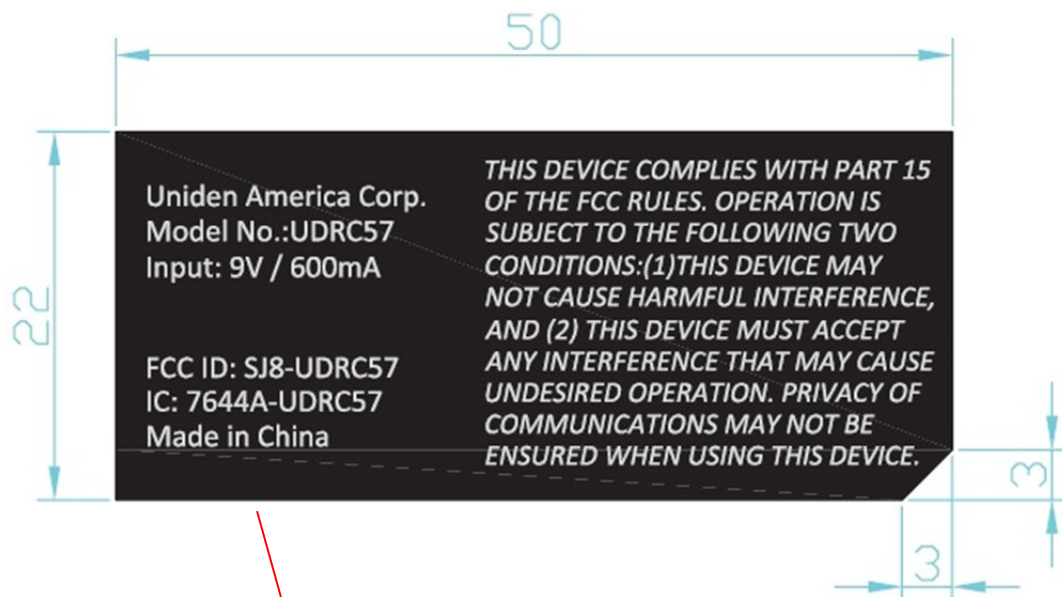 50
22
Uniden America Corp.
Model No.:UDRC57
Input: 9V / 600mA
FCC ID: SJ8-UDRC57
IC: 7644A-UDRC57
Made in China
THIS DEVICE COMPLIES WITH PART 15
OF THE FCC RULES. OPERATION IS
SUBJECT TO THE FOLLOWING TWO
CONDITIONS:(1)THIS DEVICE MAY
NOT CAUSE HARMFUL INTERFERENCE,
AND (2) THIS DEVICE MUST ACCEPT
ANY INTERFERENCE THAT MAY CAUSE
UNDESIRED OPERATION. PRIVACY OF
COMMUNICATIONS MAY NOT BE
ENSURED WHEN USING THIS DEVICE.
3
3